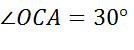 ∠OCA = 30°